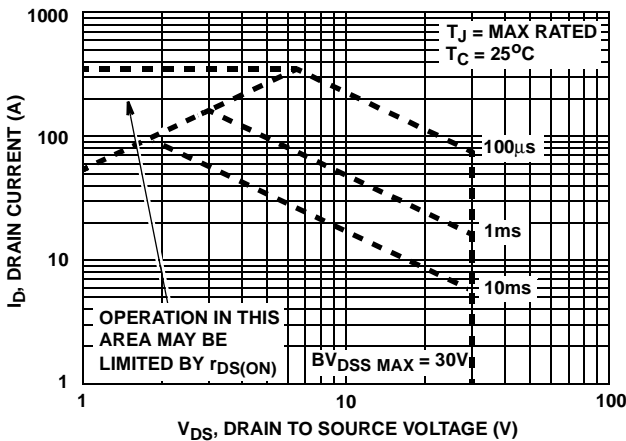 1000
100
10
1
I_D, DRAIN CURRENT (A)
T_J = MAX RATED
T_C = 25°C
100μs
1ms
10ms
OPERATION IN THIS
AREA MAY BE
LIMITED BY r_DS(ON)
BV_DSS MAX = 30V
1
10
100
V_DS, DRAIN TO SOURCE VOLTAGE (V)